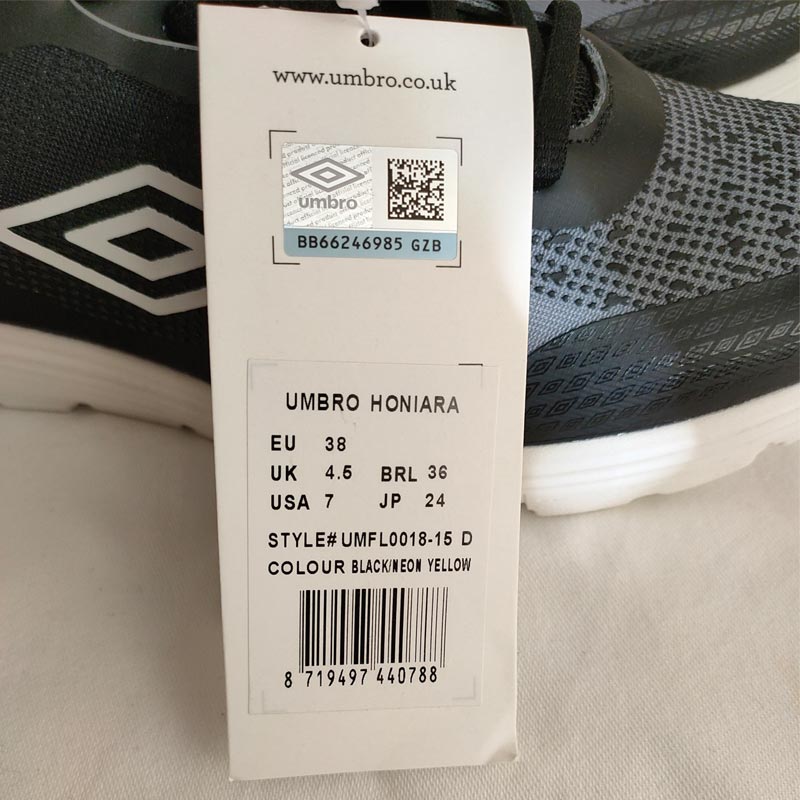 www.umbro.co.uk
umbro
BB66246985 GZB
UMBRO HONIARA
EU 38
UK 4.5 BRL 36
USA 7 JP 24
STYLE# UMFL0018-15 D
COLOUR BLACK/NEON YELLOW
8 719497 440788